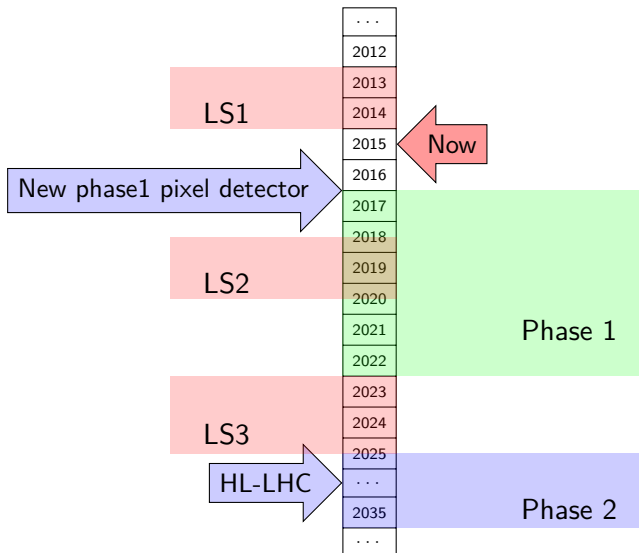 · · ·
2012
2013
2014
LS1
2015
Now
2016
New phase1 pixel detector
2017
2018
2019
LS2
2020
2021
Phase 1
2022
2023
2024
LS3
2025
HL-LHC
· · ·
2035
Phase 2
· · ·